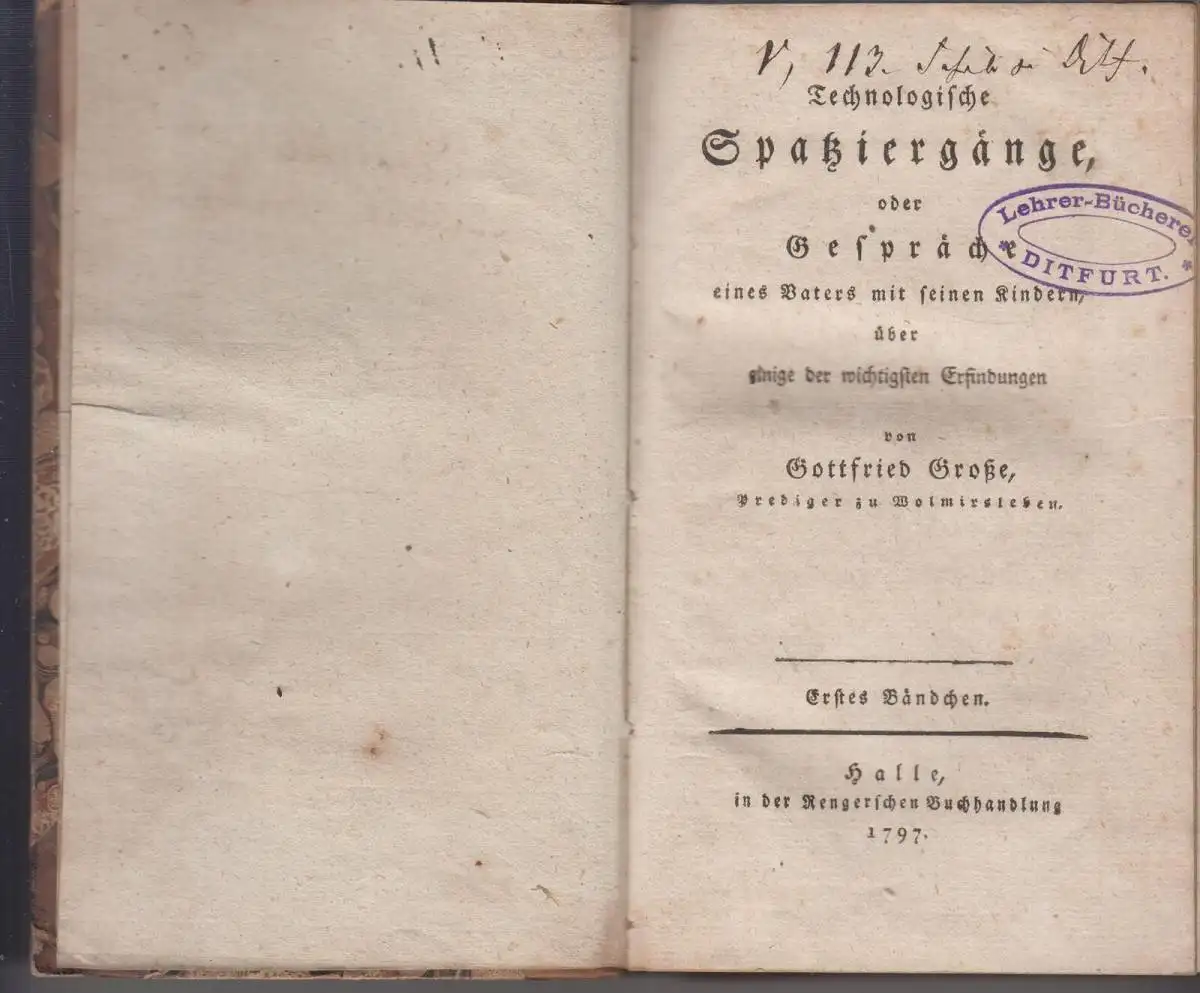 V, 113.
Technologiſche
Spatziergänge,
oder
Geſpräche
eines Vaters mit ſeinen Kindern,
über
einige der wichtigſten Erfindungen
von
Gottfried Große,
Prediger zu Wolmirsleben.
Erſtes Bändchen.
Halle,
in der Rengerſchen Buchhandlung
1797.
Lehrer-Bücherei
* DITFURT. *